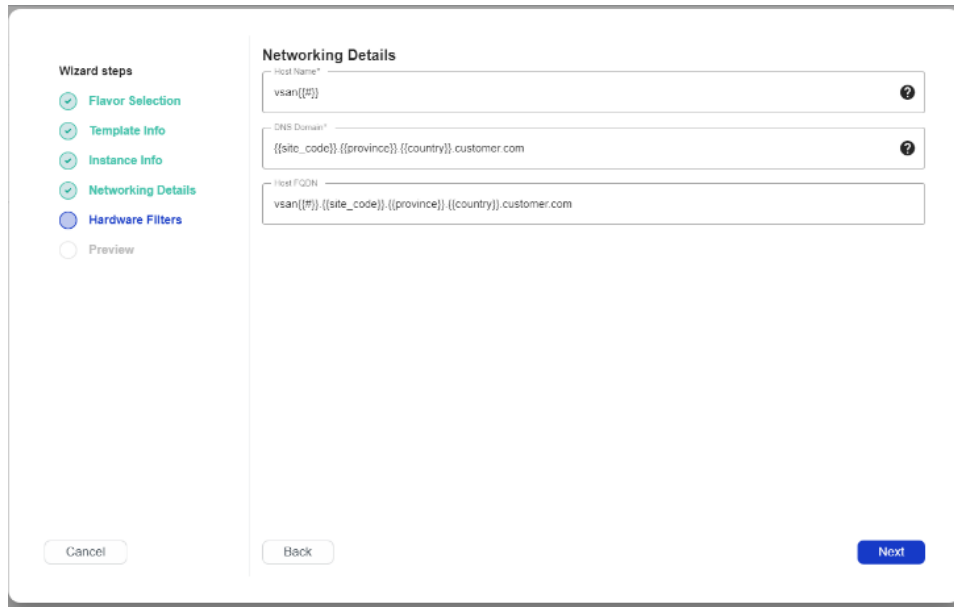 Wizard steps
Flavor Selection
Template Info
Instance Info
Networking Details
Hardware Filters
Preview
Cancel
Networking Details
Host Name*
vsan{{#}}
DNS Domain*
{{site_code}}.{{province}}.{{country}}.customer.com
Host FQDN
vsan{{#}}.{{site_code}}.{{province}}.{{country}}.customer.com
Back
Next